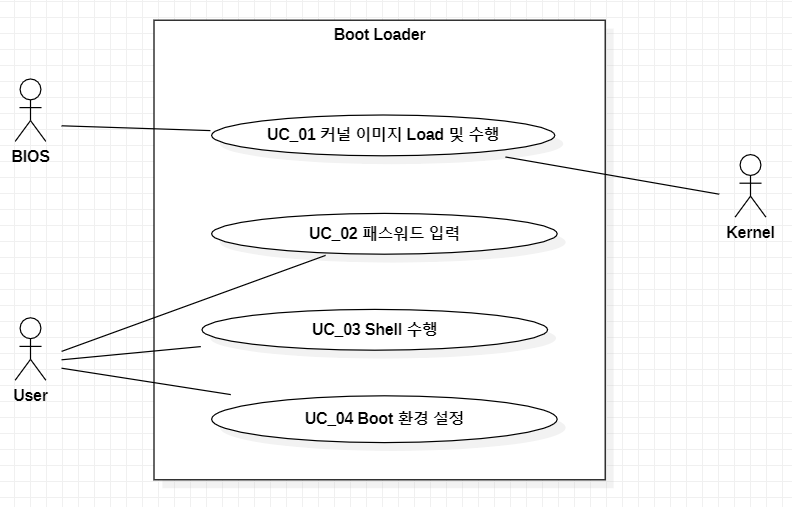 Boot Loader
BIOS
UC_01 커널 이미지 Load 및 수행
Kernel
UC_02 패스워드 입력
UC_03 Shell 수행
User
UC_04 Boot 환경 설정